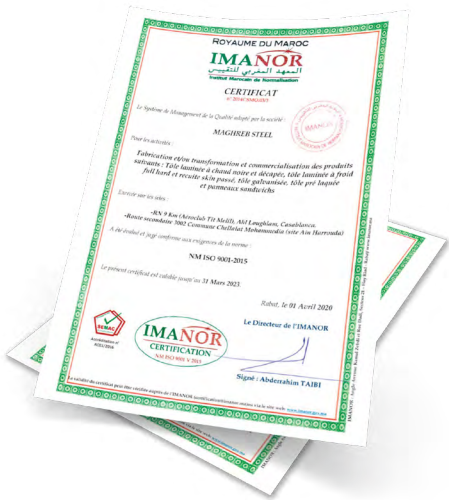 ROYAUME DU MAROC
IMANOR
المعهد المغربي للتقييس
Institut Marocain de Normalisation
CERTIFICAT
Le Système de Management de la Qualité adopté par la société :
MAGHREB STEEL
Pour les activités :
Fabrication et/ou transformation et commercialisation des produits
suivants : Tôle laminée à chaud noire et décapée, tôle laminée à froid
full hard et recuite skin passé, tôle galvanisée, tôle pré laquée
et panneaux sandwichs
Exercée sur les sites :
-RN 9 Km (Aéroclub Tit Mellil), Ahl Loughlam, Casablanca.
-Route secondaire 3002 Commune Chellalat Mohammedia (site Ain Harrouda)
A été évalué et jugé conforme aux exigences de la norme :
NM ISO 9001-2015
Le présent certificat est valable jusqu'au 31 Mars 2023
Rabat, le 01 Avril 2020
Le Directeur de l'IMANOR
SEMAC
Accréditation n°
IMANOR
CERTIFICATION
NM ISO 9001 V 2015
Signé : Abderrahim TAIBI
IMANOR